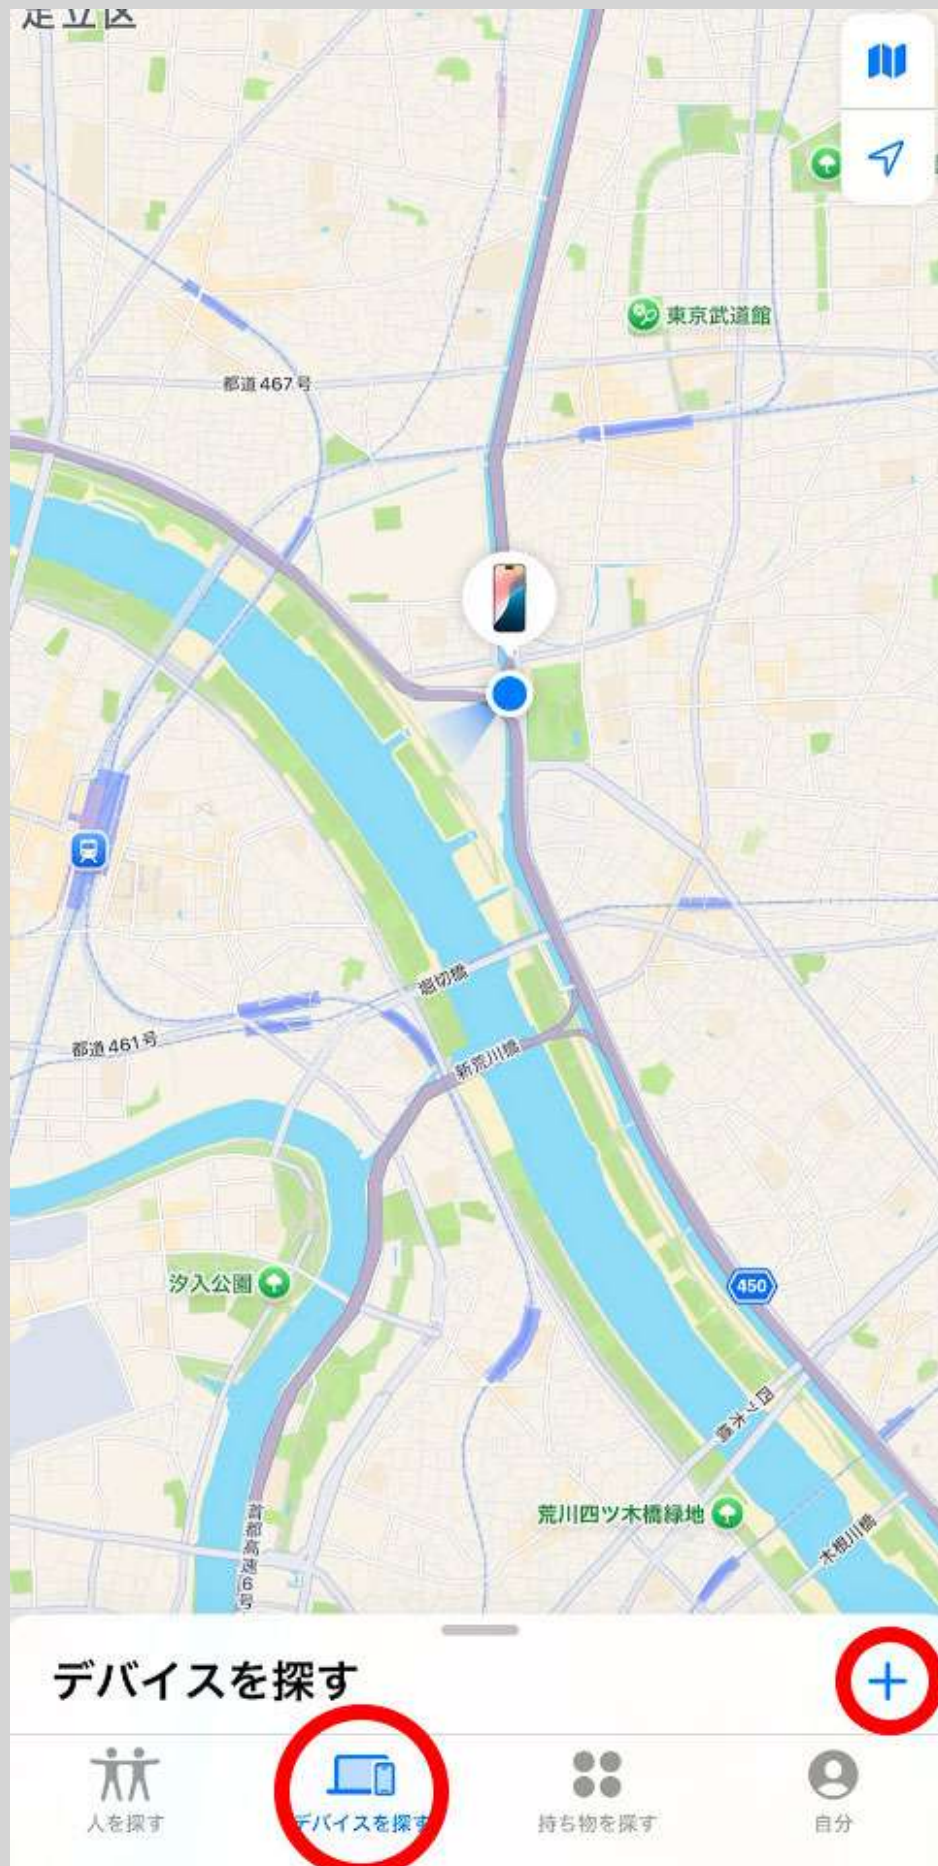 足立区
東京武道館
都道467号
堀切橋
都道461号
新荒川橋
汐入公園
450
四ツ木橋
荒川四ツ木橋緑地
木根川橋
首都高速6号
デバイスを探す
人を探す
デバイスを探す
持ち物を探す
自分